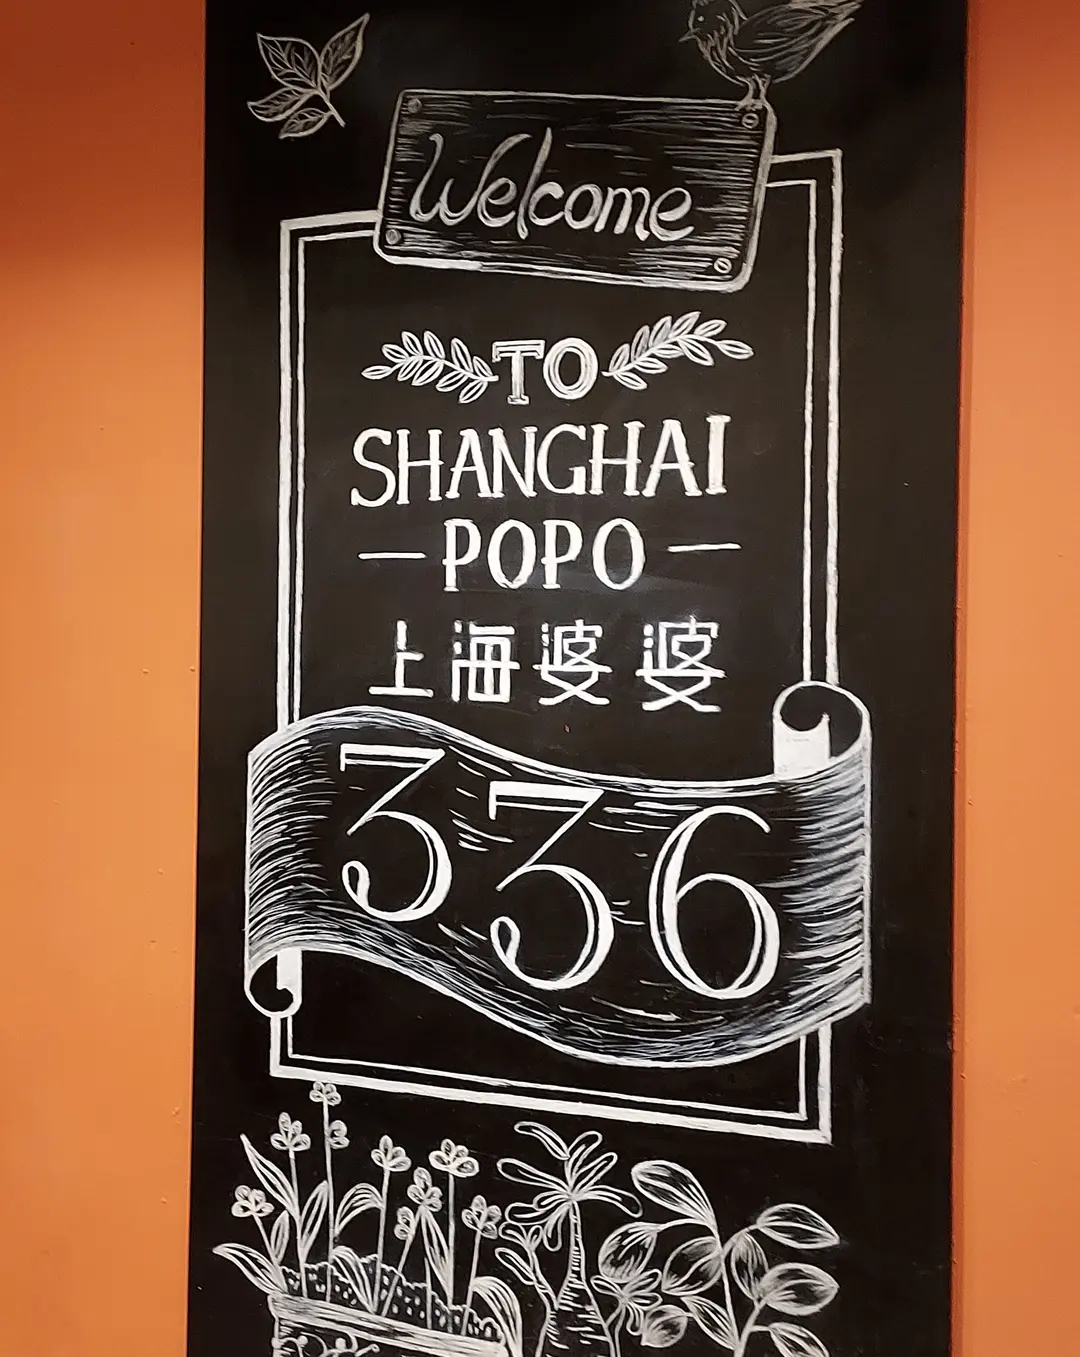 Welcome
TO
SHANGHAI
POPO
上海婆婆
336